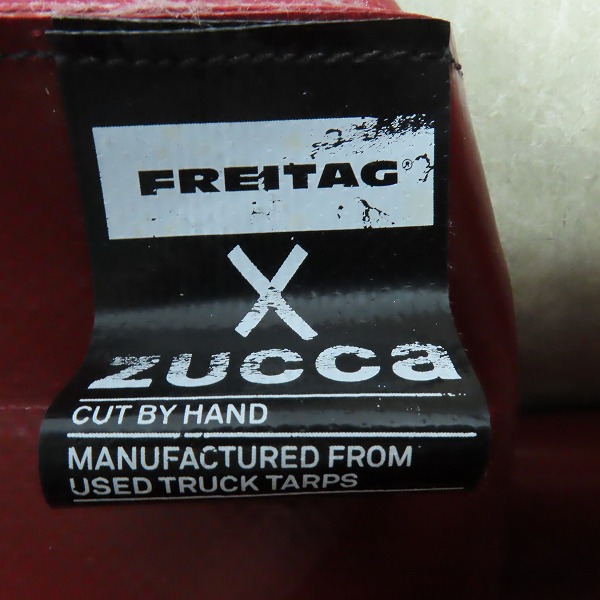 FREITAG®
X
zucca
CUT BY HAND
MANUFACTURED FROM
USED TRUCK TARPS